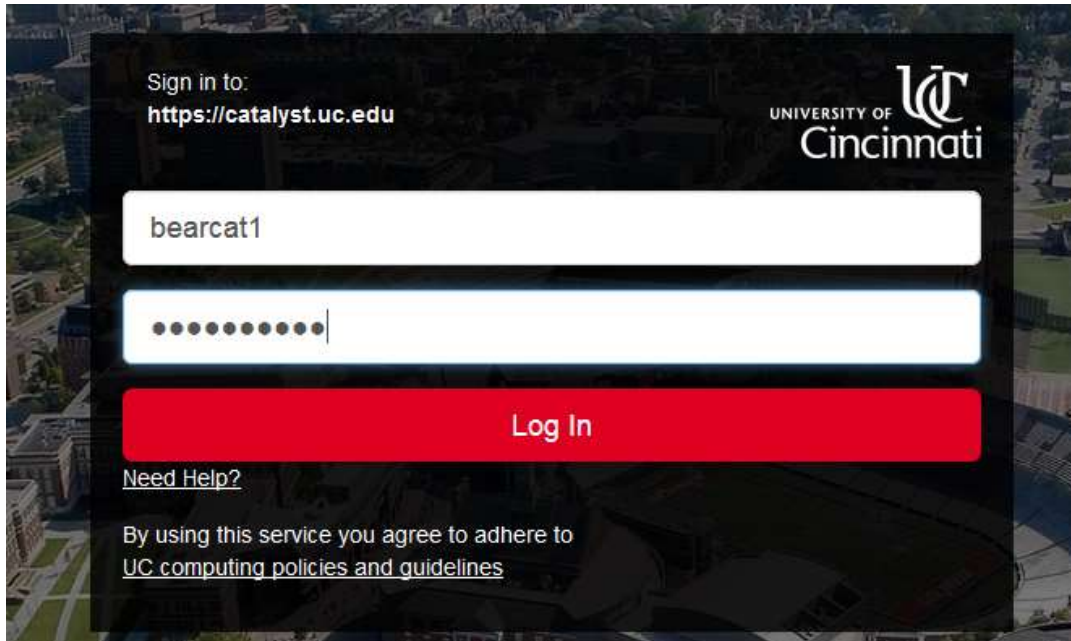 Sign in to:
https://catalyst.uc.edu
UC
UNIVERSITY OF
Cincinnati
bearcat1
●●●●●●●●●●
Log In
Need Help?
By using this service you agree to adhere to
UC computing policies and guidelines